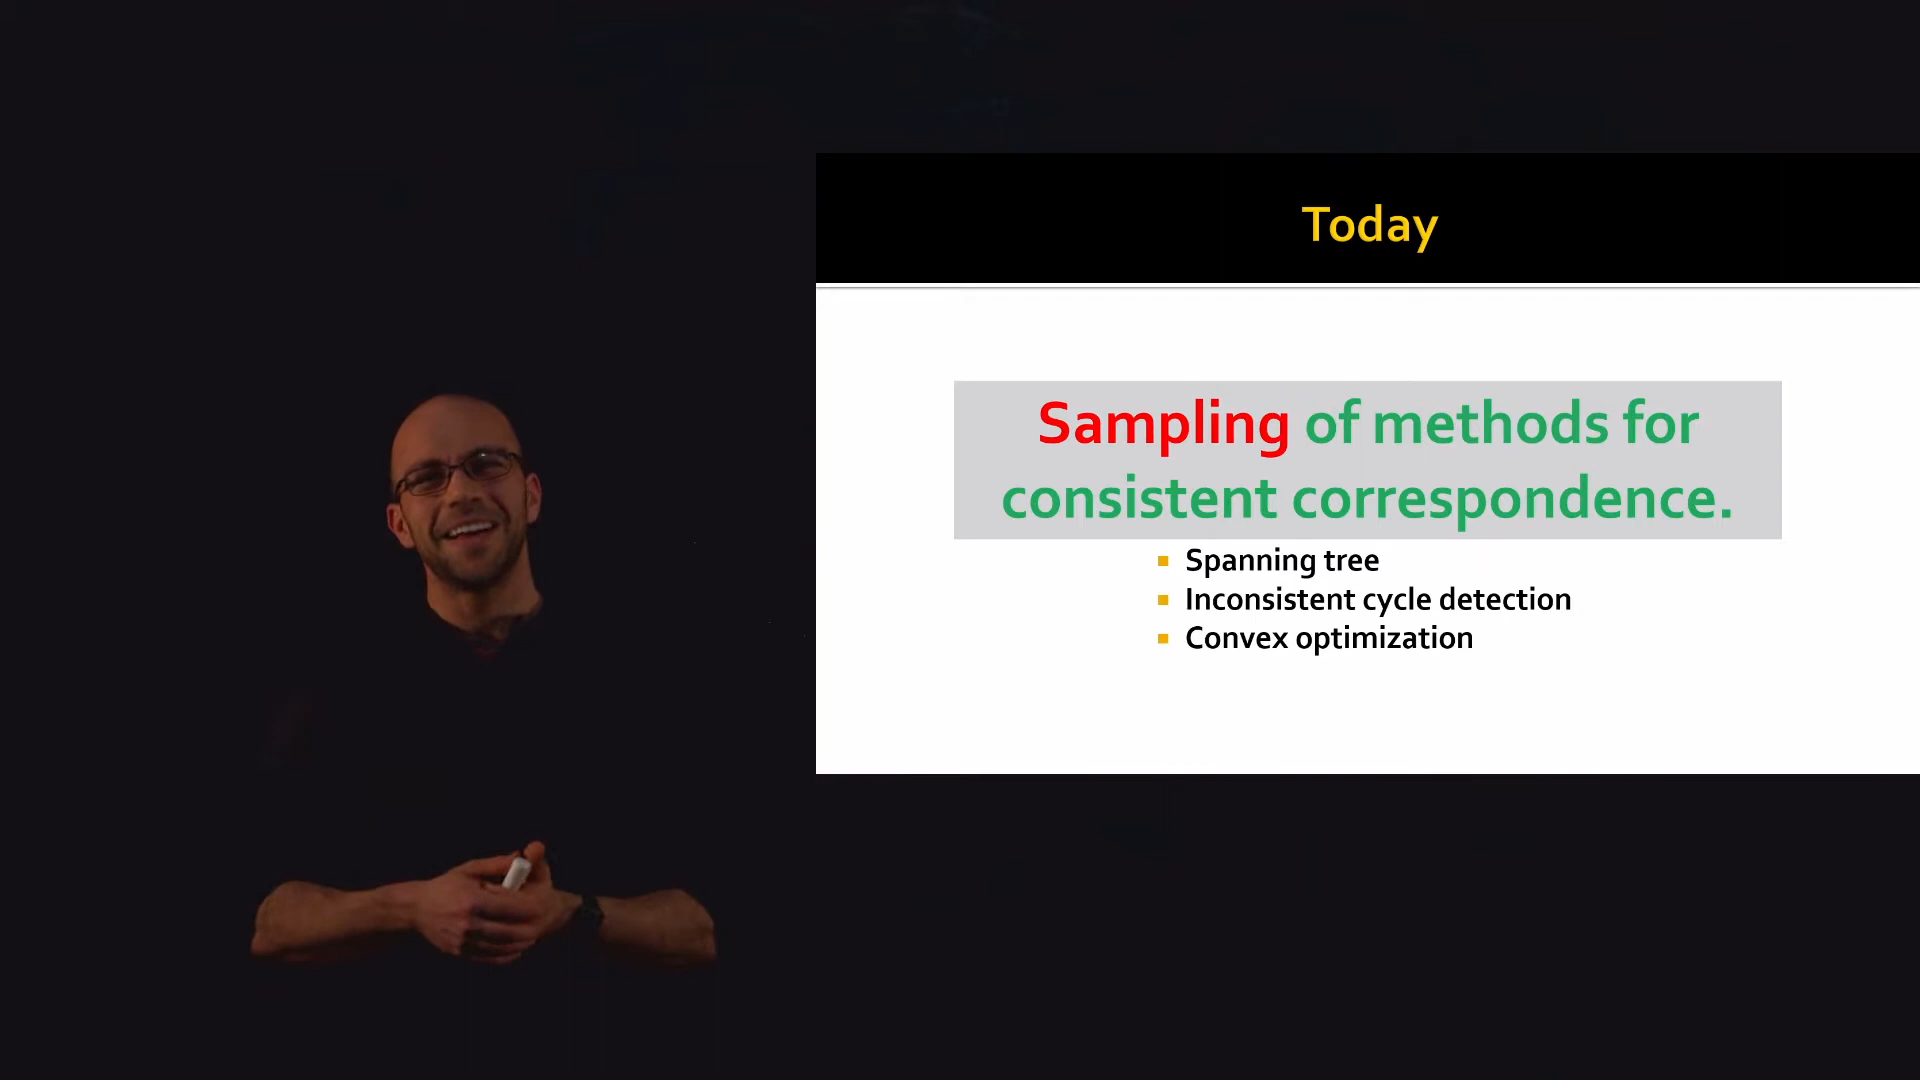 Today
Sampling of methods for
consistent correspondence.
Spanning tree
Inconsistent cycle detection
Convex optimization